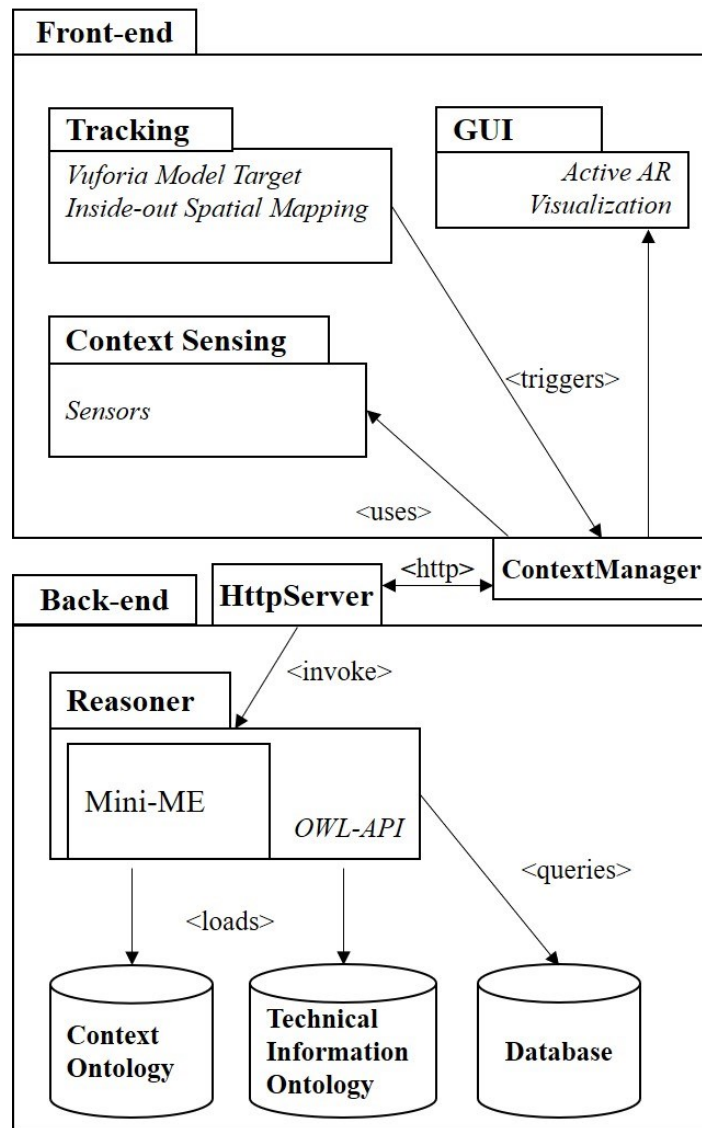 Front-end
Tracking
Vuforia Model Target
Inside-out Spatial Mapping
GUI
Active AR
Visualization
Context Sensing
Sensors
<triggers>
<uses>
ContextManager
<http>
Back-end
HttpServer
<invoke>
Reasoner
Mini-ME
OWL-API
<queries>
<loads>
Context
Ontology
Technical
Information
Ontology
Database